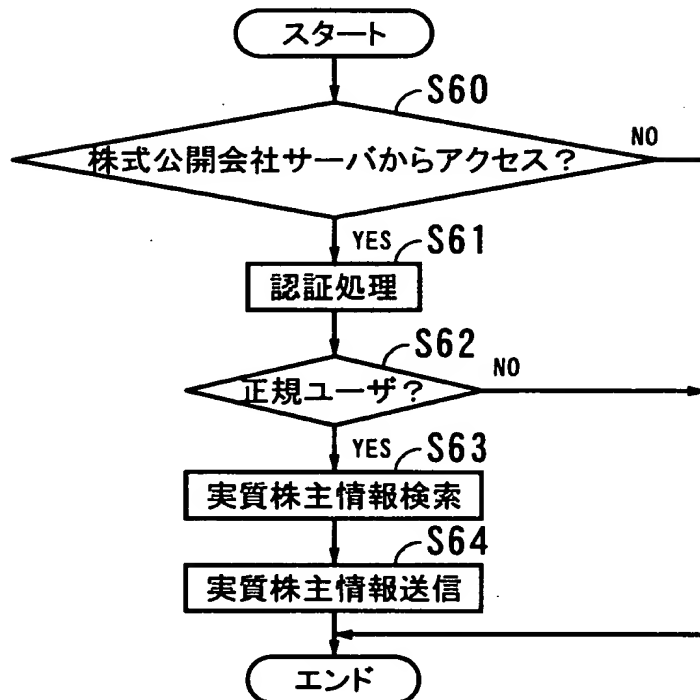 スタート
S60
株式公開会社サーバからアクセス？
NO
YES
S61
認証処理
S62
正規ユーザ？
NO
YES
S63
実質株主情報検索
S64
実質株主情報送信
エンド